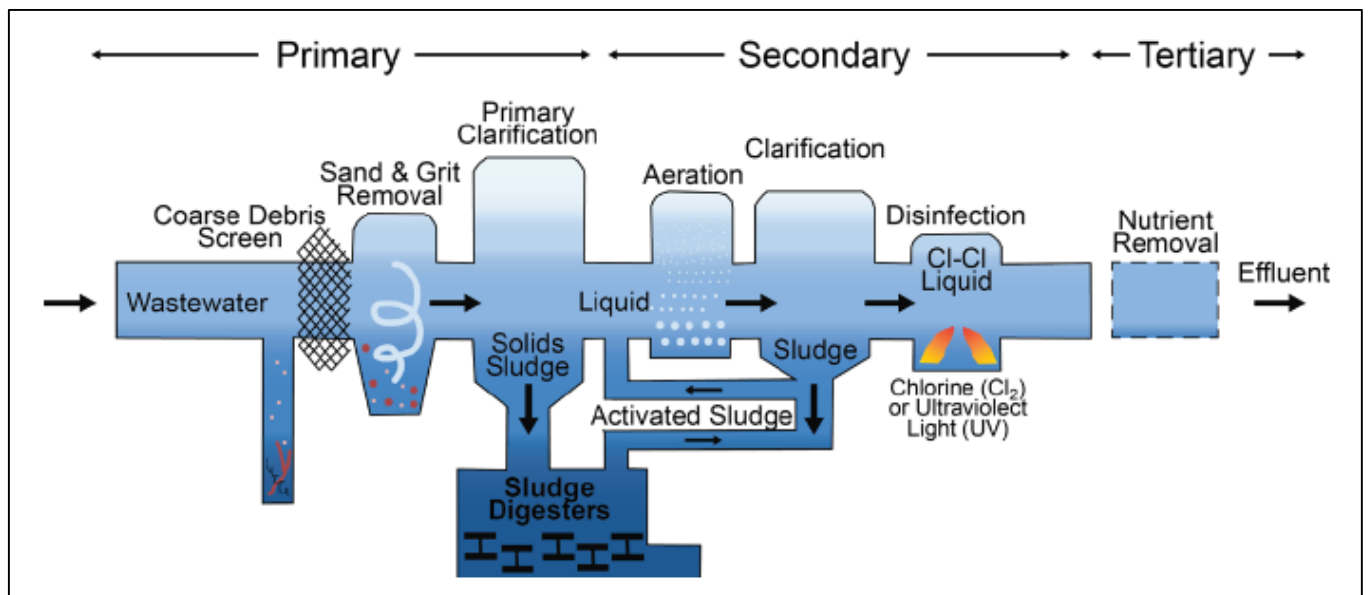 Primary
Secondary
Tertiary
Primary
Clarification
Sand & Grit
Removal
Coarse Debris
Screen
Aeration
Clarification
Disinfection
Nutrient
Removal
Wastewater
Liquid
Cl-Cl
Liquid
Effluent
Solids
Sludge
Sludge
Activated Sludge
Chlorine (Cl₂)
or Ultraviolect
Light (UV)
Sludge
Digesters